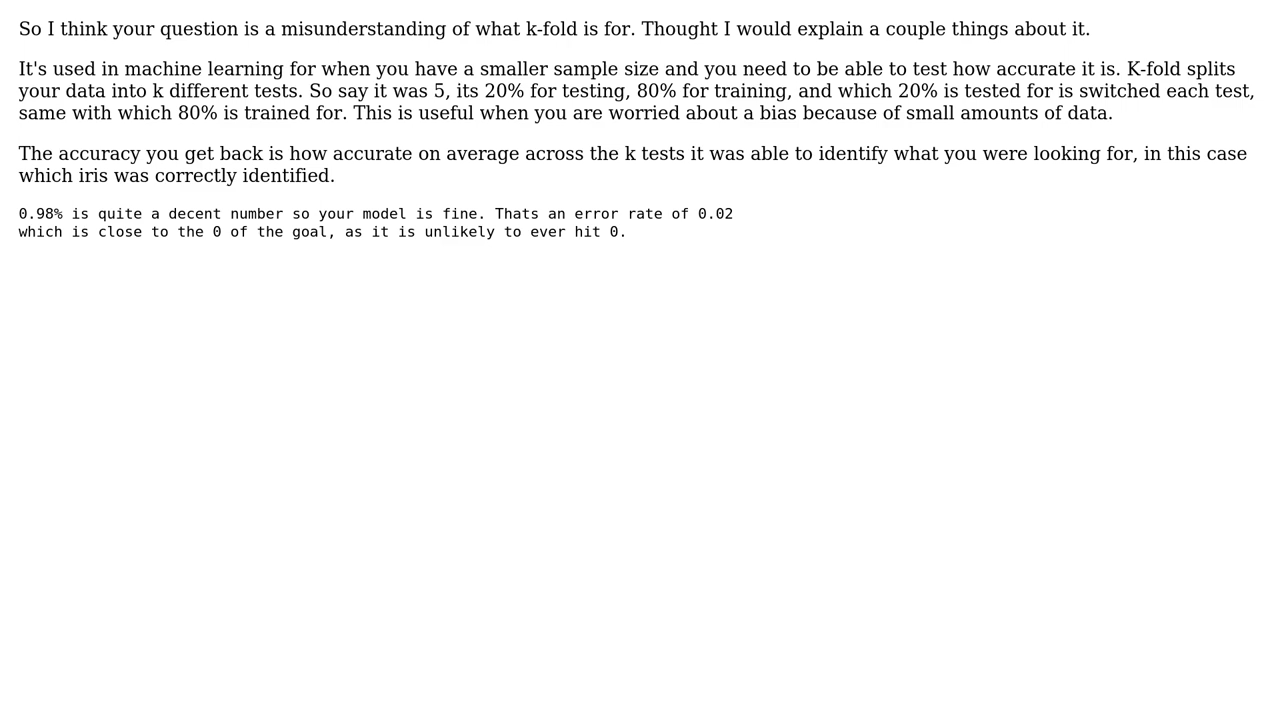 So I think your question is a misunderstanding of what k-fold is for. Thought I would explain a couple things about it.
It's used in machine learning for when you have a smaller sample size and you need to be able to test how accurate it is. K-fold splits
your data into k different tests. So say it was 5, its 20% for testing, 80% for training, and which 20% is tested for is switched each test,
same with which 80% is trained for. This is useful when you are worried about a bias because of small amounts of data.
The accuracy you get back is how accurate on average across the k tests it was able to identify what you were looking for, in this case
which iris was correctly identified.
0.98% is quite a decent number so your model is fine. Thats an error rate of 0.02
which is close to the 0 of the goal, as it is unlikely to ever hit 0.